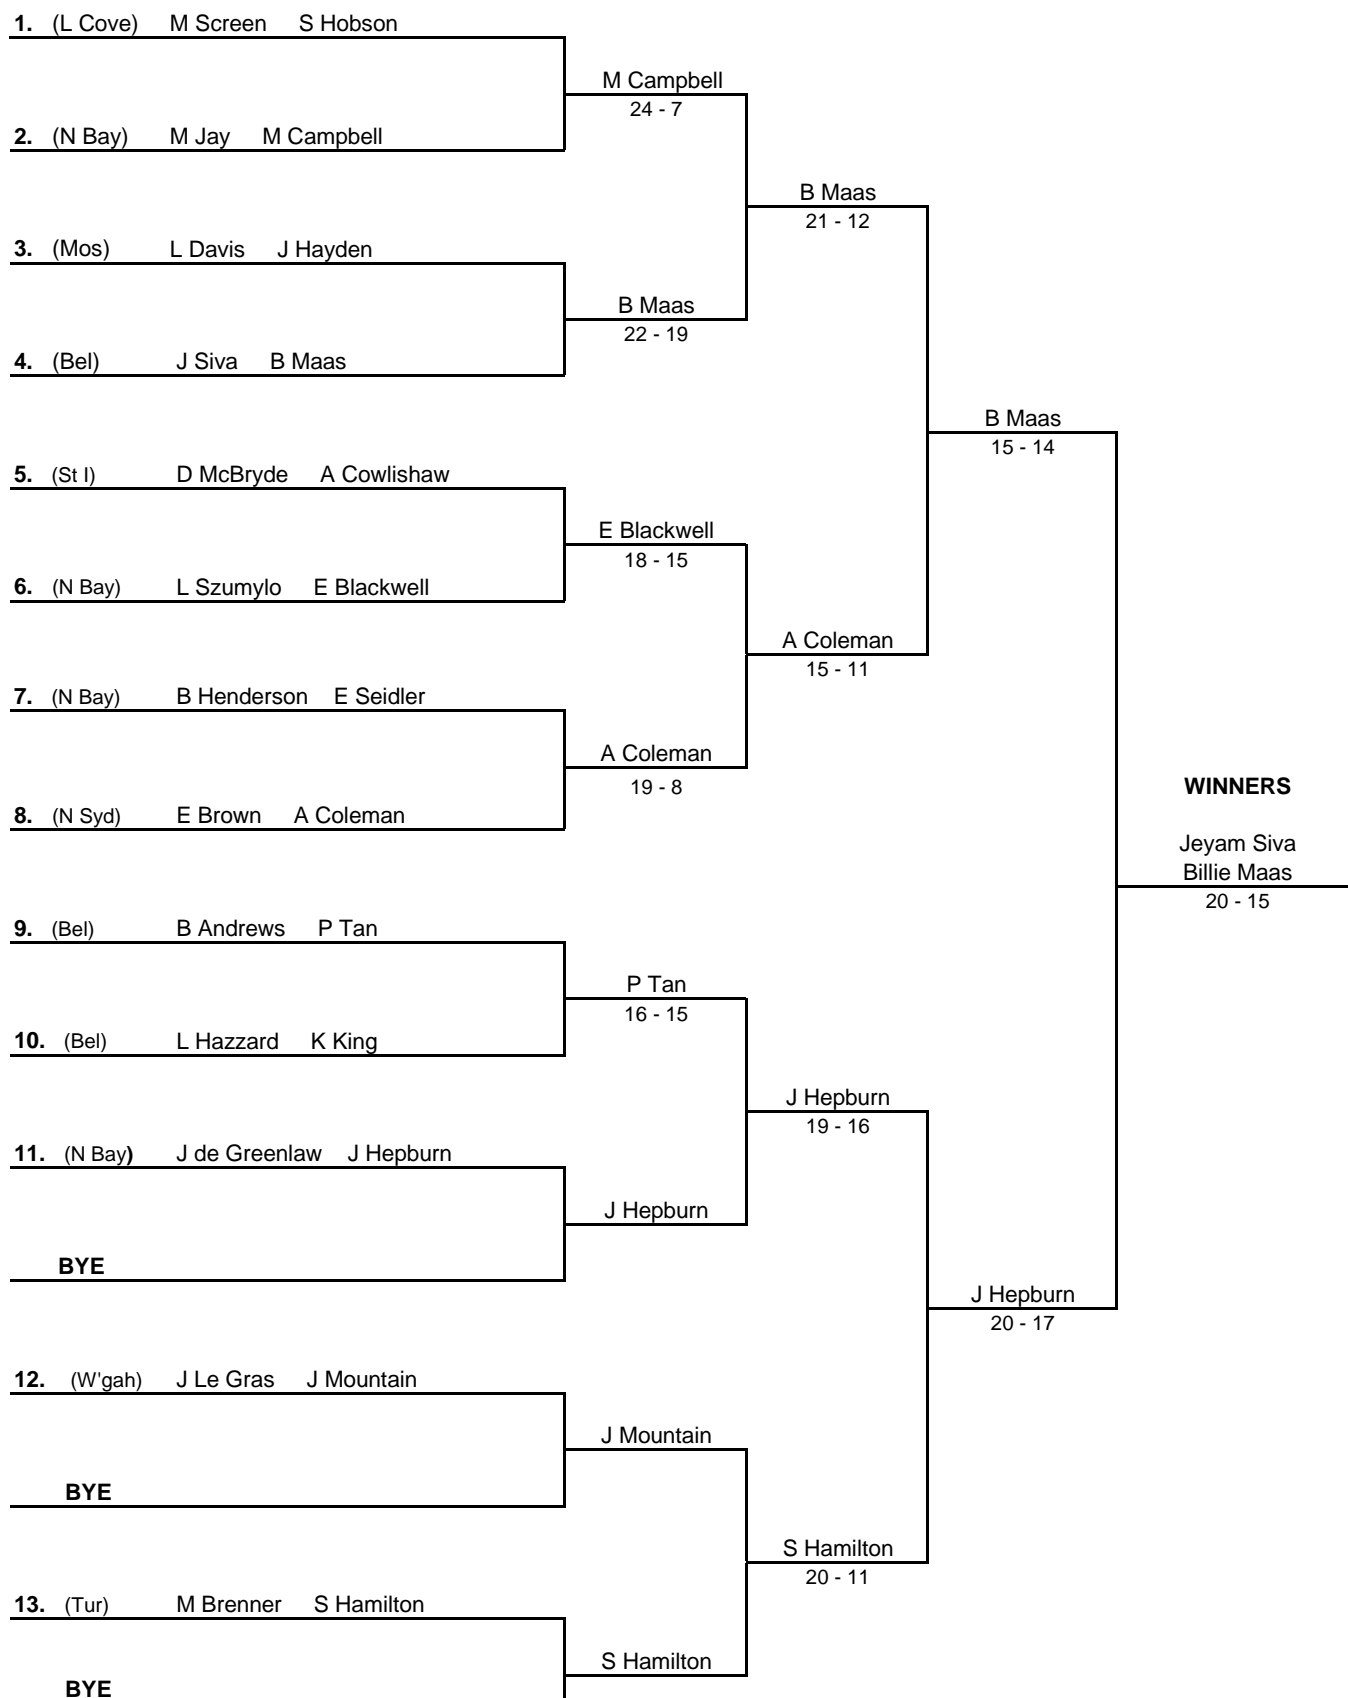 1. (L Cove) M Screen S Hobson
M Campbell
24 - 7
2. (N Bay) M Jay M Campbell
B Maas
21 - 12
3. (Mos) L Davis J Hayden
B Maas
22 - 19
4. (Bel) J Siva B Maas
B Maas
15 - 14
5. (St I) D McBryde A Cowlishaw
E Blackwell
18 - 15
6. (N Bay) L Szumylo E Blackwell
A Coleman
15 - 11
7. (N Bay) B Henderson E Seidler
A Coleman
19 - 8
WINNERS
8. (N Syd) E Brown A Coleman
Jeyam Siva
Billie Maas
20 - 15
9. (Bel) B Andrews P Tan
P Tan
16 - 15
10. (Bel) L Hazzard K King
J Hepburn
19 - 16
11. (N Bay) J de Greenlaw J Hepburn
J Hepburn
BYE
J Hepburn
20 - 17
12. (W'gah) J Le Gras J Mountain
J Mountain
BYE
S Hamilton
20 - 11
13. (Tur) M Brenner S Hamilton
S Hamilton
BYE